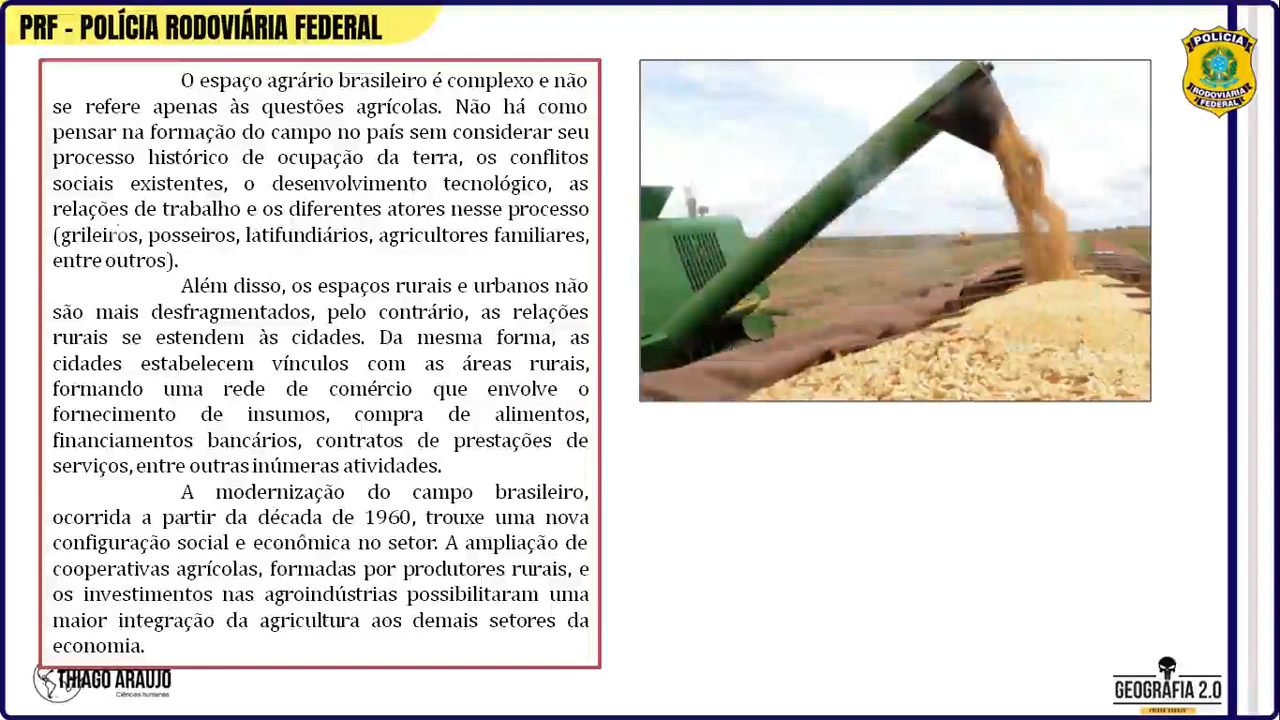 PRF - POLÍCIA RODOVIÁRIA FEDERAL
O espaço agrário brasileiro é complexo e não
se refere apenas às questões agrícolas. Não há como
pensar na formação do campo no país sem considerar seu
processo histórico de ocupação da terra, os conflitos
sociais existentes, o desenvolvimento tecnológico, as
relações de trabalho e os diferentes atores nesse processo
(grileiros, posseiros, latifundiários, agricultores familiares,
entre outros).
Além disso, os espaços rurais e urbanos não
são mais desfragmentados, pelo contrário, as relações
rurais se estendem às cidades. Da mesma forma, as
cidades estabelecem vínculos com as áreas rurais,
formando uma rede de comércio que envolve o
fornecimento de insumos, compra de alimentos,
financiamentos bancários, contratos de prestações de
serviços, entre outras inúmeras atividades.
A modernização do campo brasileiro,
ocorrida a partir da década de 1960, trouxe uma nova
configuração social e econômica no setor. A ampliação de
cooperativas agrícolas, formadas por produtores rurais, e
os investimentos nas agroindústrias possibilitaram uma
maior integração da agricultura aos demais setores da
economia.
POLÍCIA
RODOVIÁRIA
FEDERAL
THIAGO ARAUJO
Ciências humanas
GEOGRAFIA 2.0